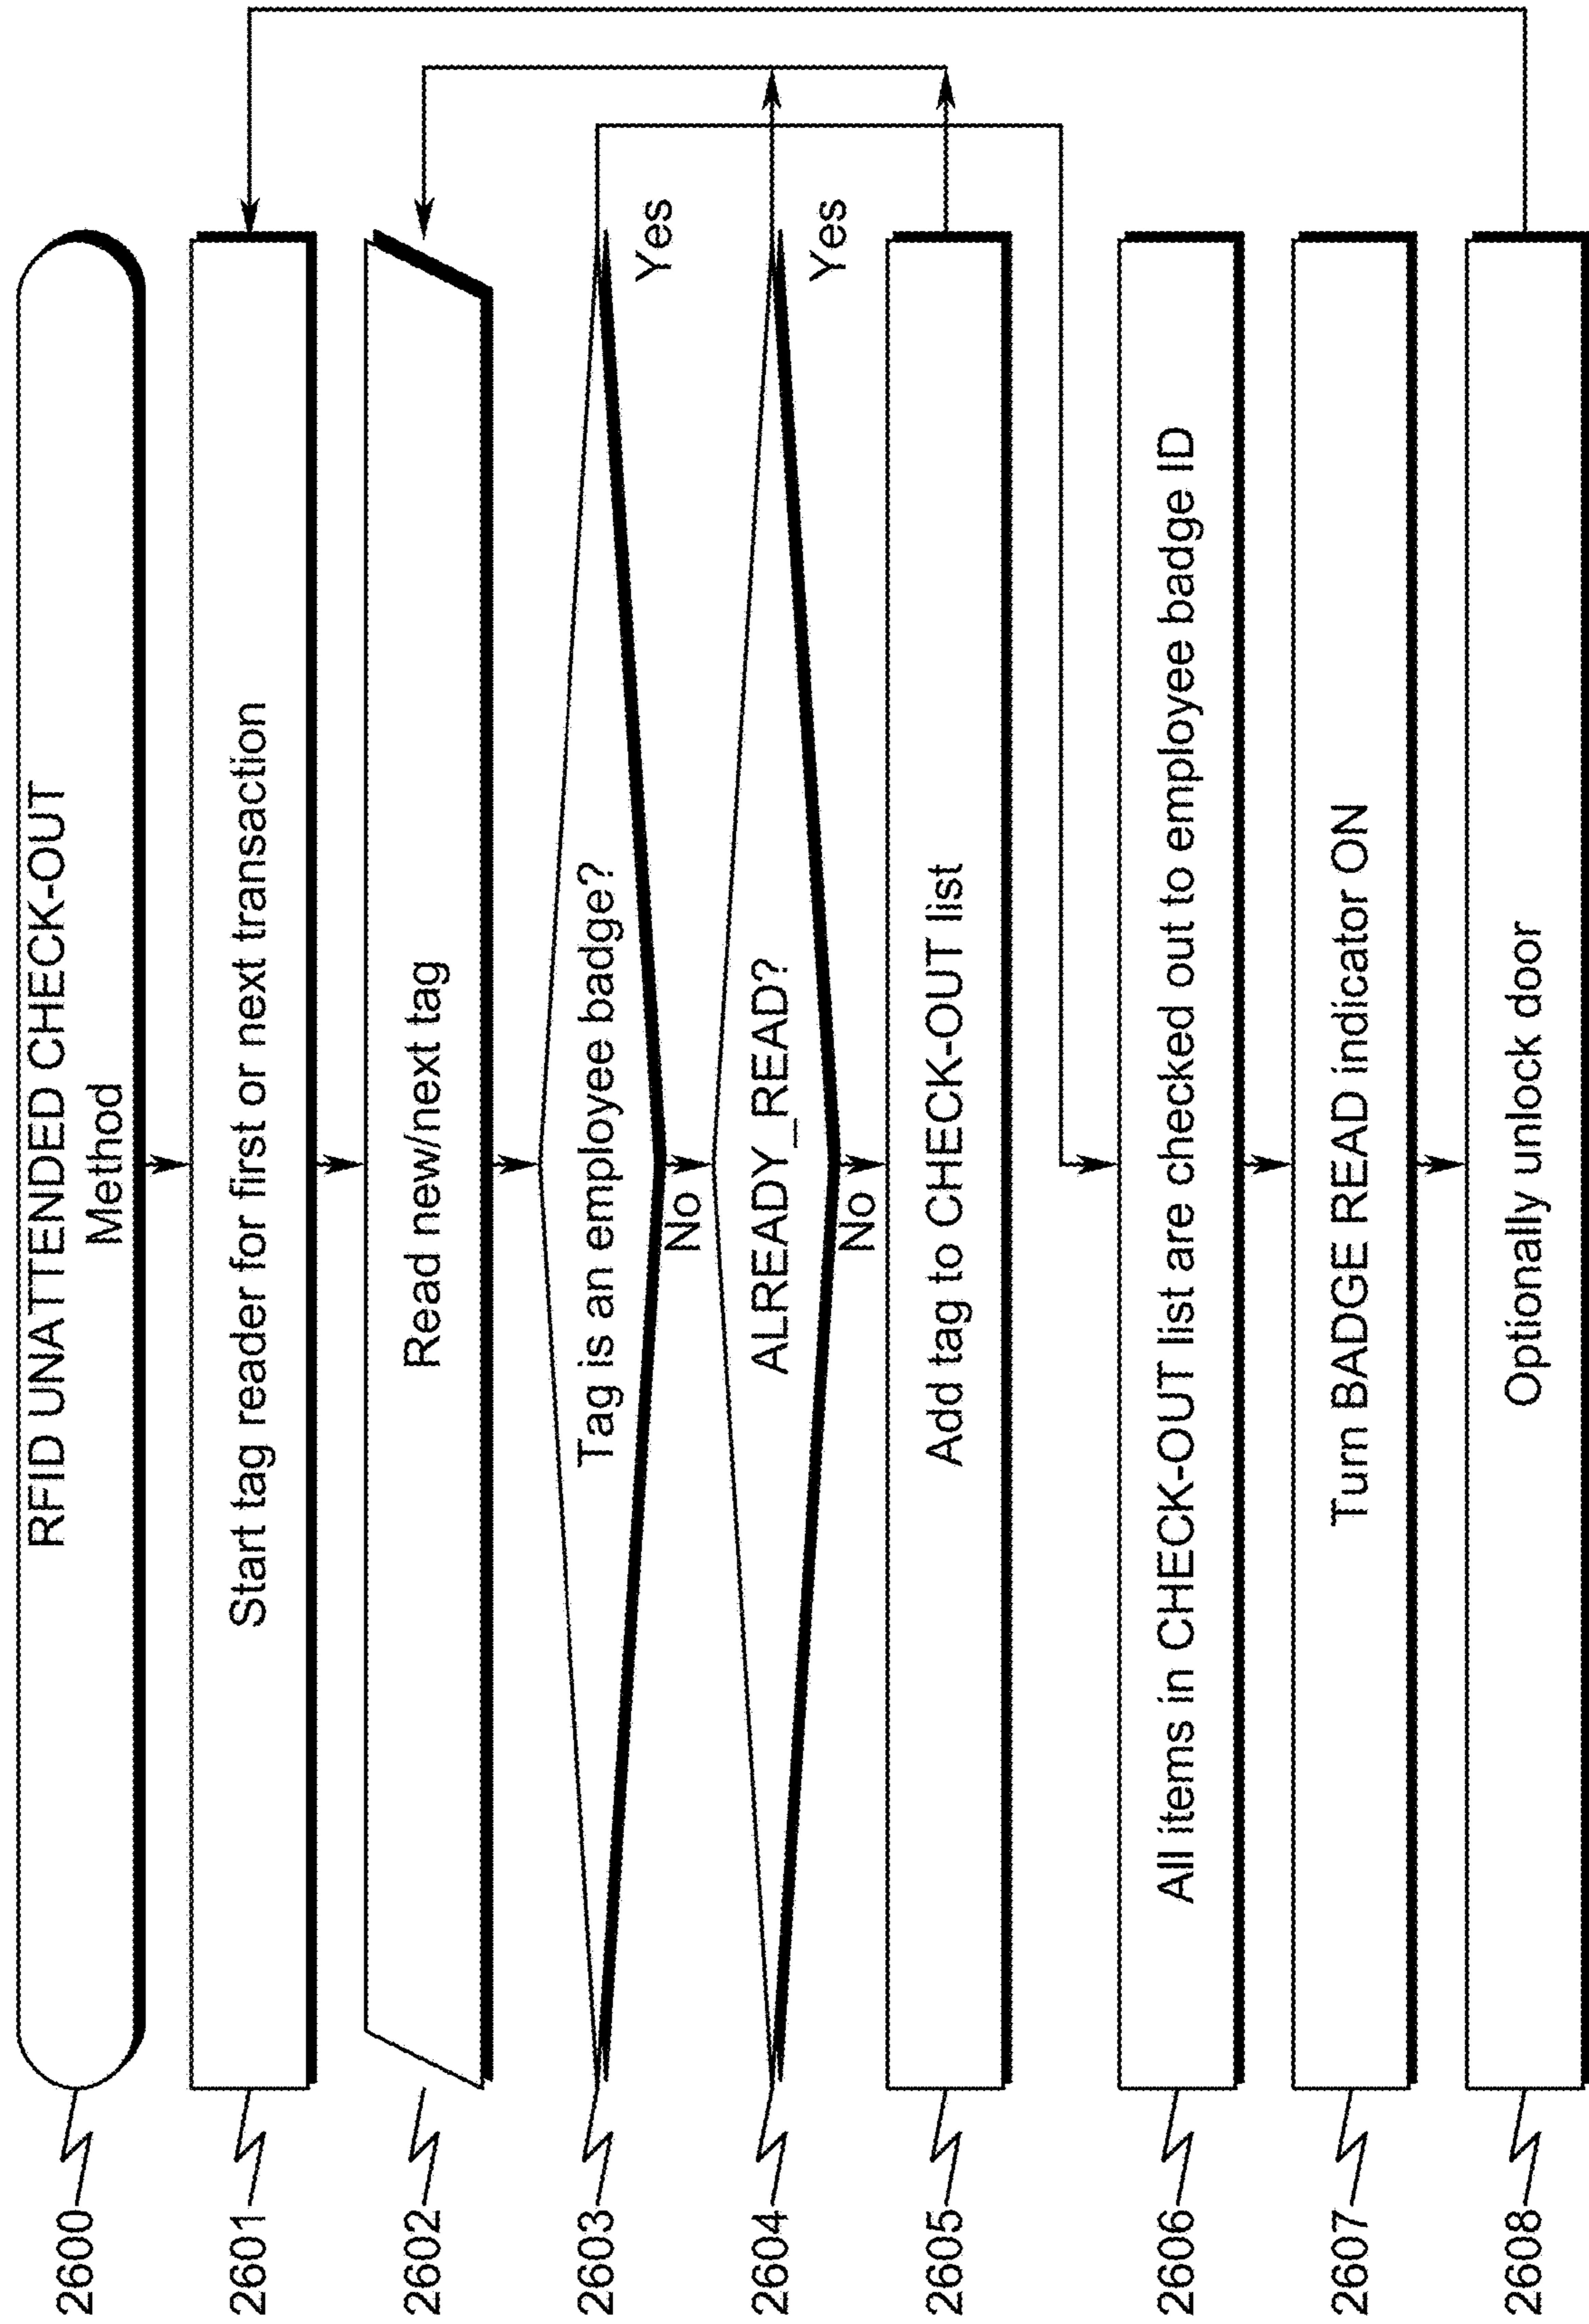 RFID UNATTENDED CHECK-OUT
Method
2600
Start tag reader for first or next transaction
2601
Read new/next tag
2602
Tag is an employee badge?
Yes
No
2603
ALREADY_READ?
Yes
No
2604
Add tag to CHECK-OUT list
2605
All items in CHECK-OUT list are checked out to employee badge ID
2606
Turn BADGE READ indicator ON
2607
Optionally unlock door
2608